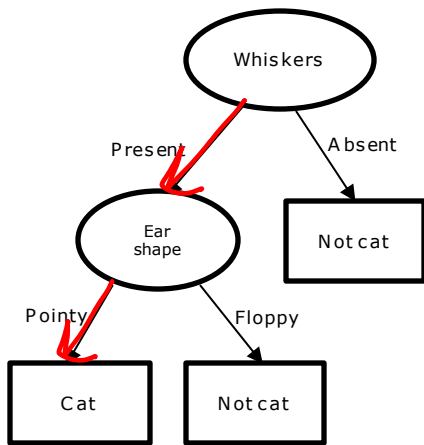 Whiskers
Present
Absent
Ear
shape
Not cat
Pointy
Floppy
Cat
Not cat